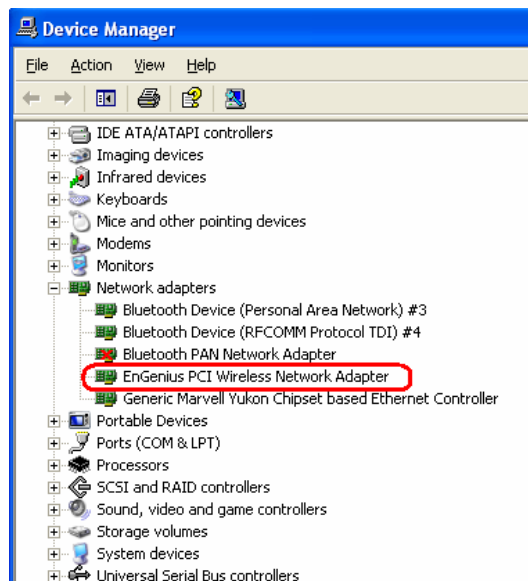 Device Manager
File Action View Help
IDE ATA/ATAPI controllers
Imaging devices
Infrared devices
Keyboards
Mice and other pointing devices
Modems
Monitors
Network adapters
Bluetooth Device (Personal Area Network) #3
Bluetooth Device (RFCOMM Protocol TDI) #4
Bluetooth PAN Network Adapter
EnGenius PCI Wireless Network Adapter
Generic Marvell Yukon Chipset based Ethernet Controller
Portable Devices
Ports (COM & LPT)
Processors
SCSI and RAID controllers
Sound, video and game controllers
Storage volumes
System devices
Universal Serial Bus controllers